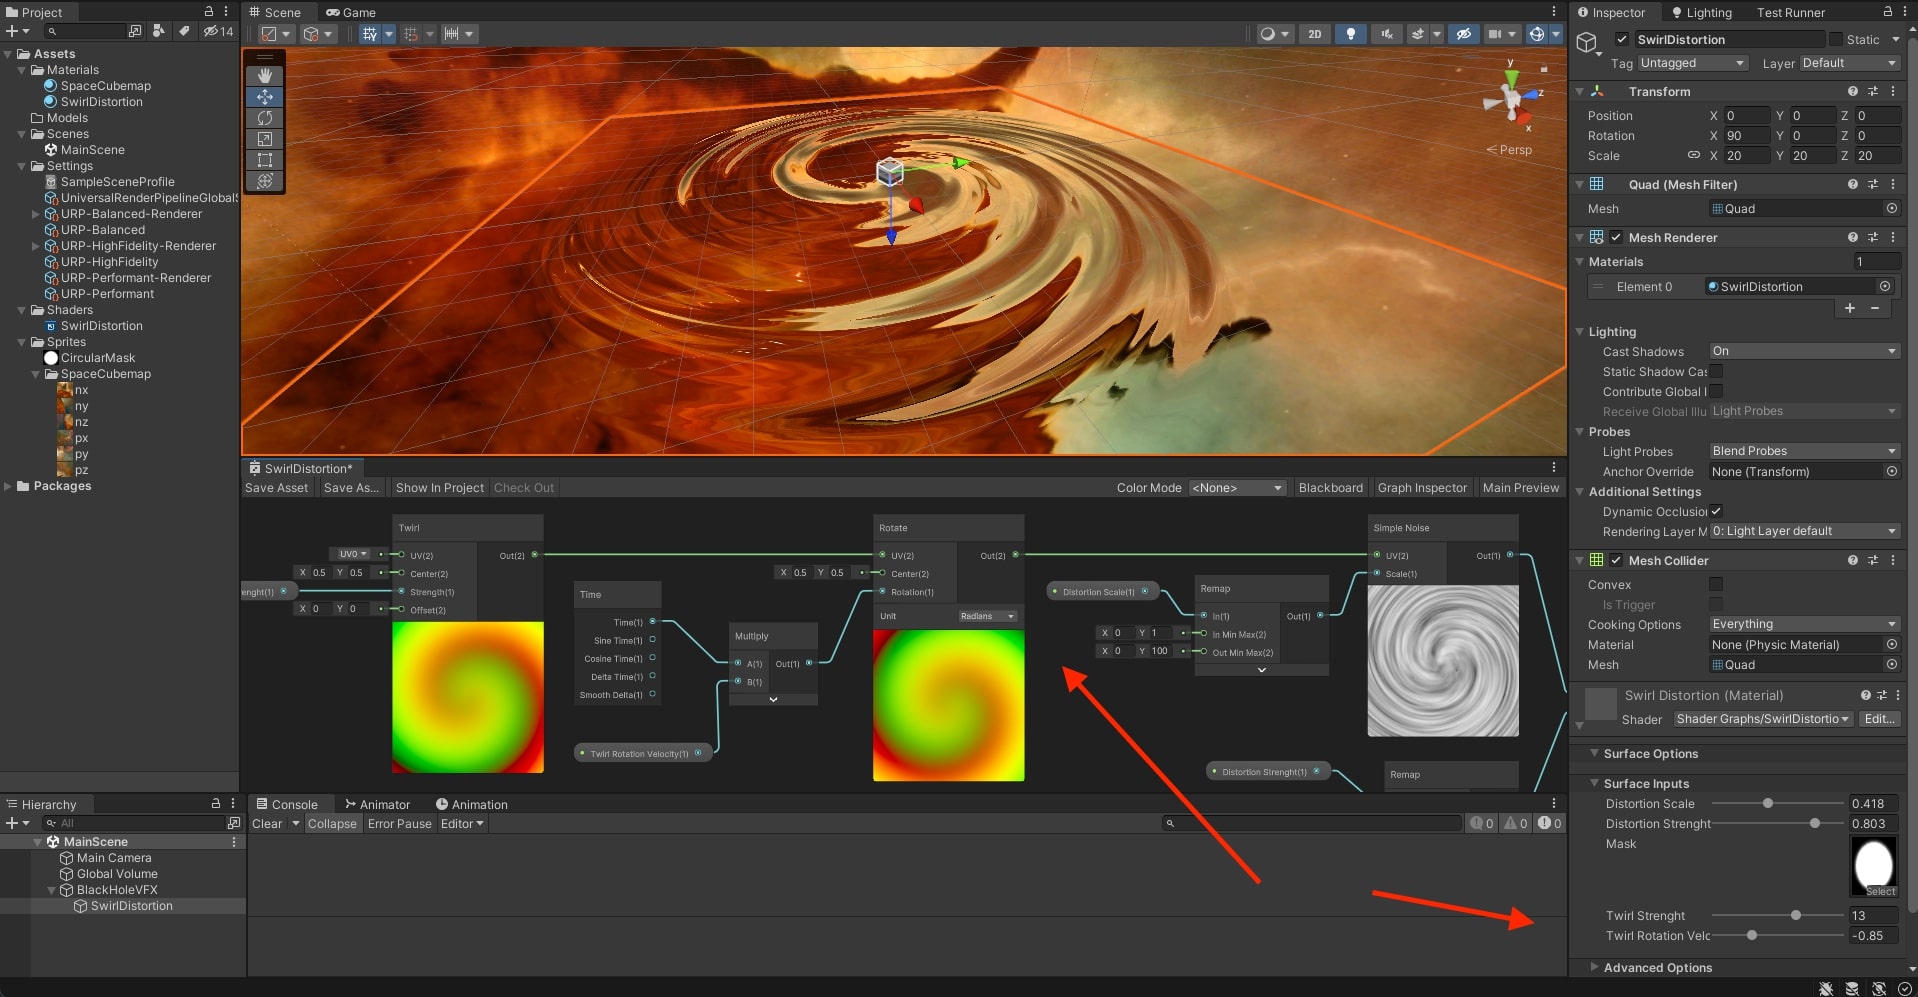 Project
14
Assets
Materials
SpaceCubemap
SwirlDistortion
Models
Scenes
MainScene
Settings
SampleSceneProfile
UniversalRenderPipelineGlobalS
URP-Balanced-Renderer
URP-Balanced
URP-HighFidelity-Renderer
URP-HighFidelity
URP-Performant-Renderer
URP-Performant
Shaders
SwirlDistortion
Sprites
CircularMask
SpaceCubemap
nx
ny
nz
px
py
pz
Packages
Hierarchy
All
MainScene
Main Camera
Global Volume
BlackHoleVFX
SwirlDistortion
Scene Game
2D
y
z
x
Persp
SwirlDistortion*
Save Asset Save As... Show In Project Check Out Color Mode <None> Blackboard Graph Inspector Main Preview
Twirl
UV0 UV(2) Out(2)
X 0.5 Y 0.5 Center(2)
enght(1) Strength(1)
X 0 Y 0 Offset(2)
Time
Time(1)
Sine Time(1)
Cosine Time(1)
Delta Time(1)
Smooth Delta(1)
Multiply
A(1) Out(1)
B(1)
Twirl Rotation Velocity(1)
Rotate
UV(2) Out(2)
X 0.5 Y 0.5 Center(2)
Rotation(1)
Unit Radians
Distortion Scale(1)
Remap
In(1) Out(1)
X 0 Y 1 In Min Max(2)
X 0 Y 100 Out Min Max(2)
Simple Noise
UV(2) Out(1)
Scale(1)
Distortion Strenght(1)
Remap
Console Animator Animation
Clear Collapse Error Pause Editor
0 0 0
Inspector Lighting Test Runner
SwirlDistortion Static
Tag Untagged Layer Default
Transform
Position X 0 Y 0 Z 0
Rotation X 90 Y 0 Z 0
Scale X 20 Y 20 Z 20
Quad (Mesh Filter)
Mesh Quad
Mesh Renderer
Materials 1
Element 0 SwirlDistortion
Lighting
Cast Shadows On
Static Shadow Cas
Contribute Global I
Receive Global Illu Light Probes
Probes
Light Probes Blend Probes
Anchor Override None (Transform)
Additional Settings
Dynamic Occlusion
Rendering Layer M 0: Light Layer default
Mesh Collider
Convex
Is Trigger
Cooking Options Everything
Material None (Physic Material)
Mesh Quad
Swirl Distortion (Material)
Shader Shader Graphs/SwirlDistortio Edit...
Surface Options
Surface Inputs
Distortion Scale 0.418
Distortion Strenght 0.803
Mask
Select
Twirl Strenght 13
Twirl Rotation Velc -0.85
Advanced Options